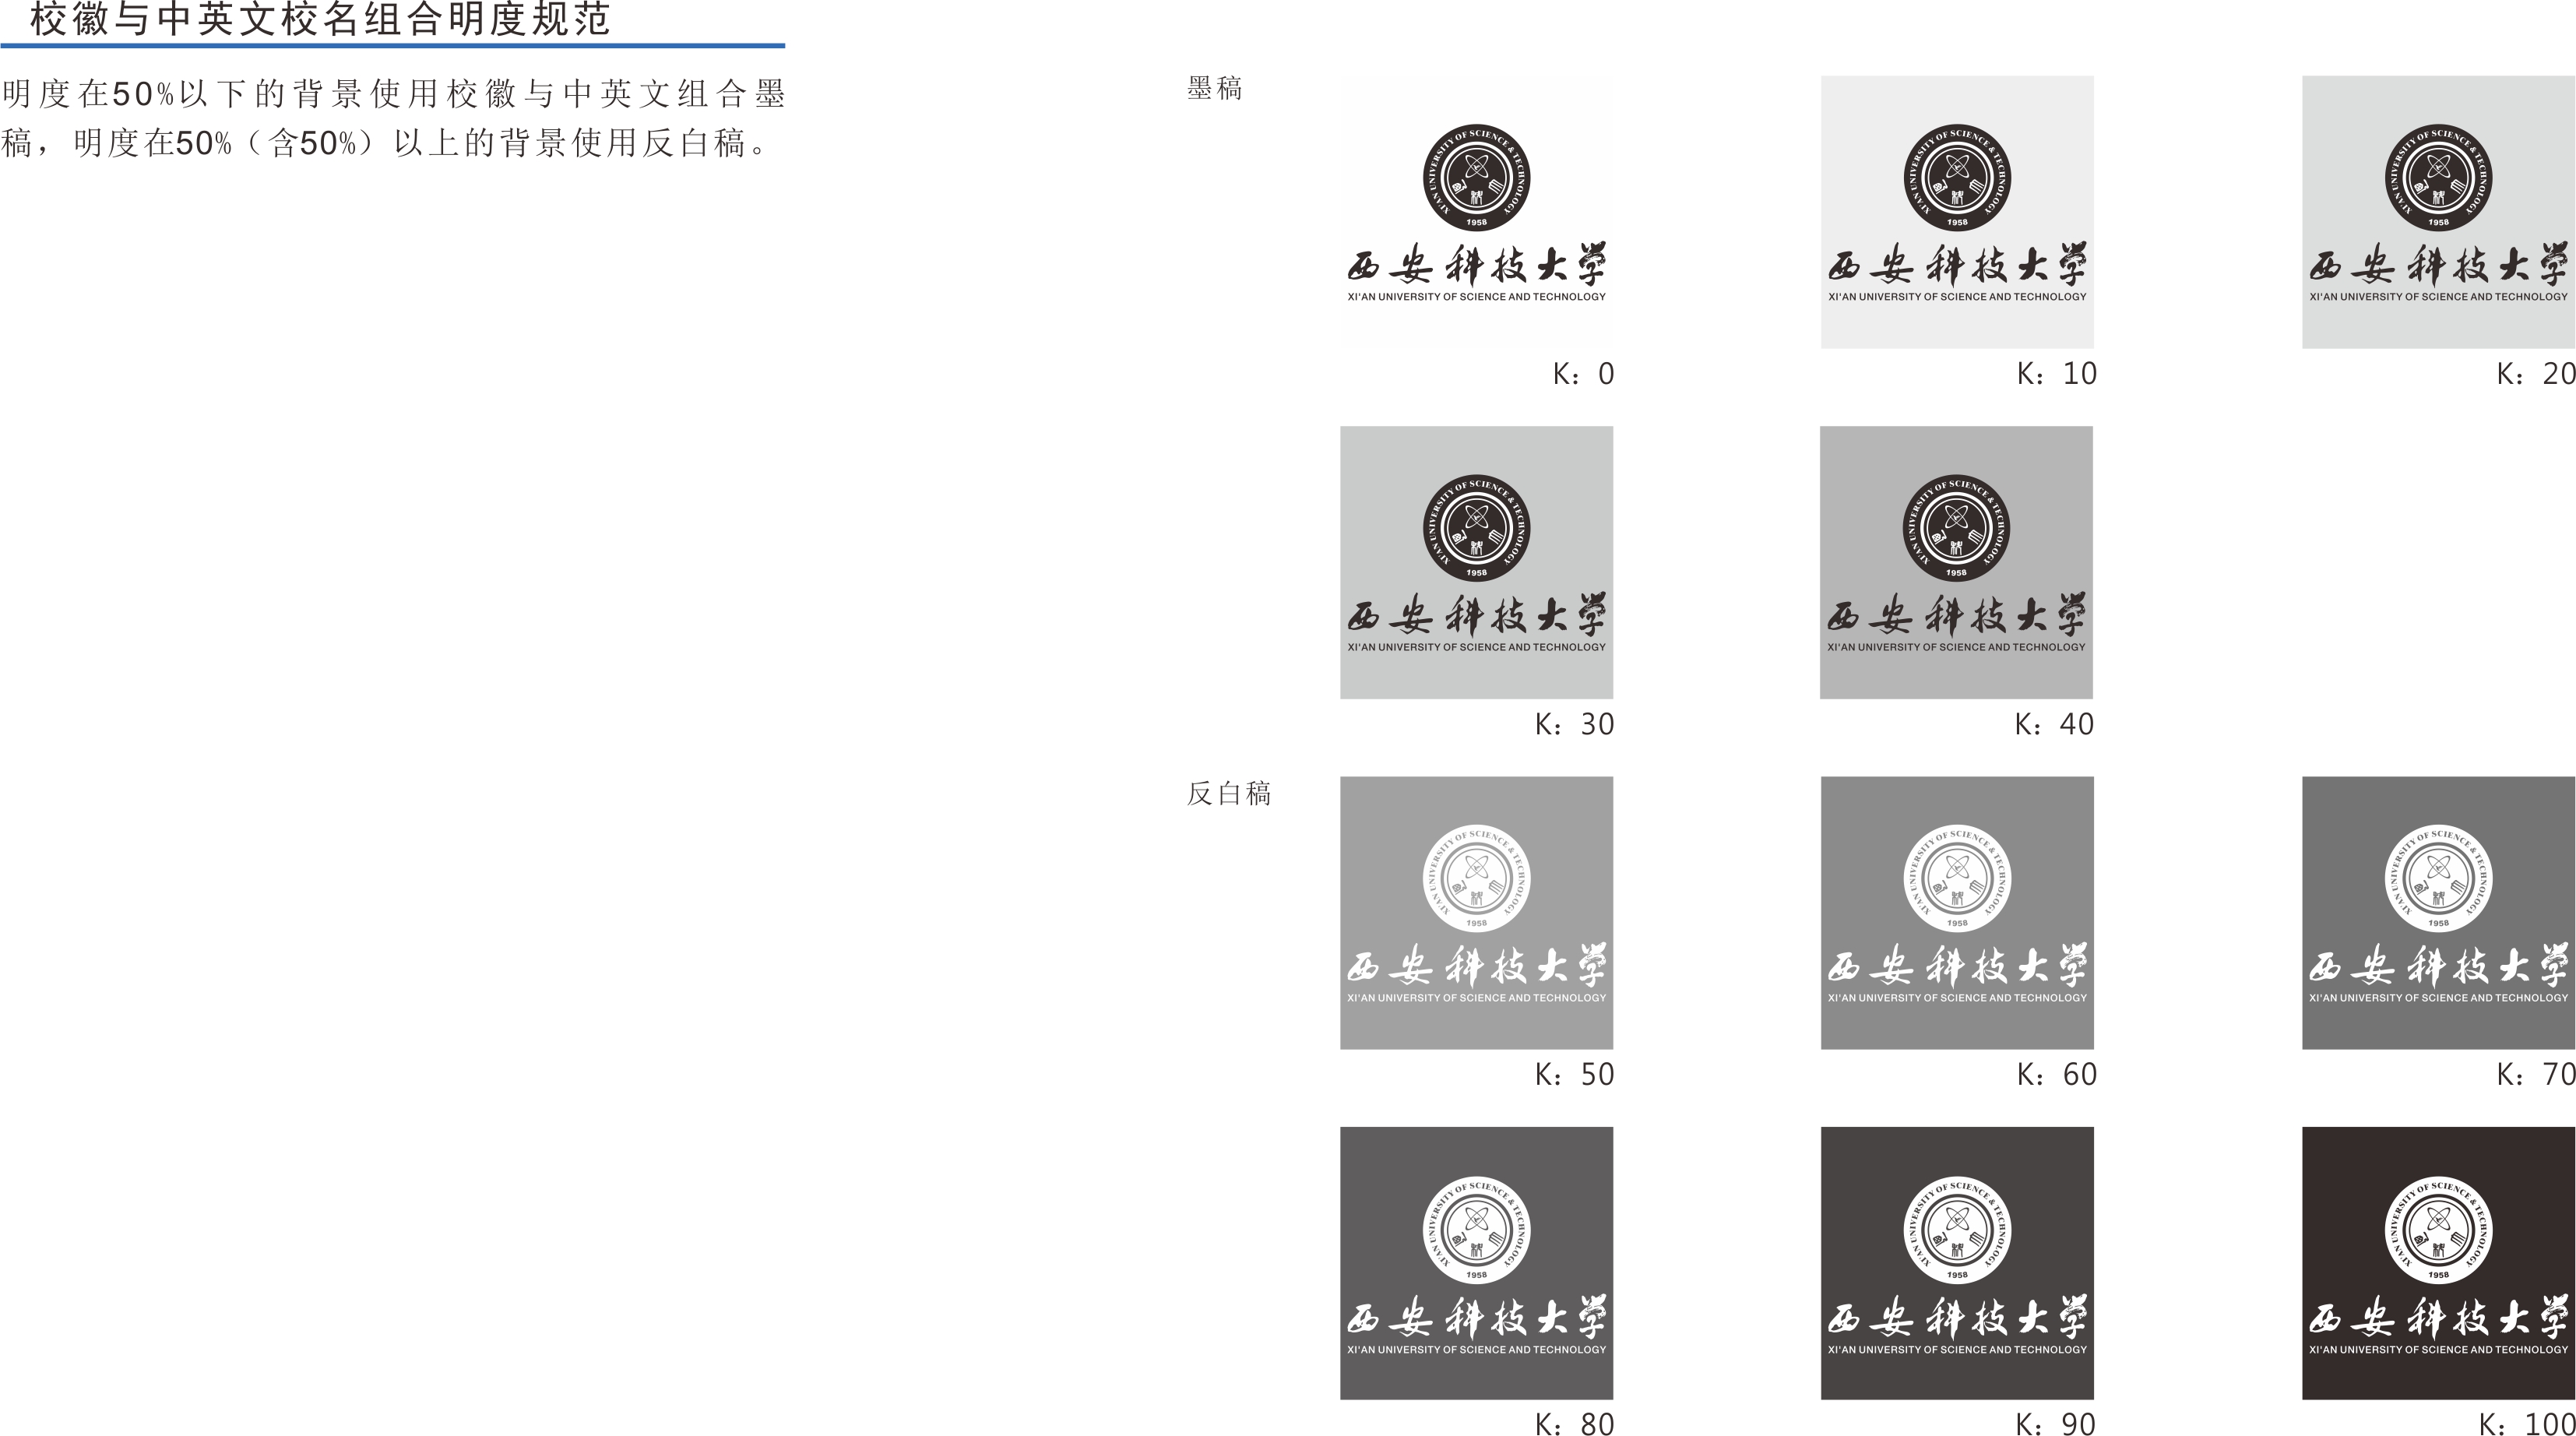 校徽与中英文校名组合明度规范
明度在50%以下的背景使用校徽与中英文组合墨
稿，明度在50%（含50%）以上的背景使用反白稿。
墨稿
XI'AN UNIVERSITY OF SCIENCE & TECHNOLOGY
1958
西安科技大学
XI'AN UNIVERSITY OF SCIENCE AND TECHNOLOGY
K：0
XI'AN UNIVERSITY OF SCIENCE & TECHNOLOGY
1958
西安科技大学
XI'AN UNIVERSITY OF SCIENCE AND TECHNOLOGY
K：10
XI'AN UNIVERSITY OF SCIENCE & TECHNOLOGY
1958
西安科技大学
XI'AN UNIVERSITY OF SCIENCE AND TECHNOLOGY
K：20
XI'AN UNIVERSITY OF SCIENCE & TECHNOLOGY
1958
西安科技大学
XI'AN UNIVERSITY OF SCIENCE AND TECHNOLOGY
K：30
XI'AN UNIVERSITY OF SCIENCE & TECHNOLOGY
1958
西安科技大学
XI'AN UNIVERSITY OF SCIENCE AND TECHNOLOGY
K：40
反白稿
XI'AN UNIVERSITY OF SCIENCE & TECHNOLOGY
1958
西安科技大学
XI'AN UNIVERSITY OF SCIENCE AND TECHNOLOGY
K：50
XI'AN UNIVERSITY OF SCIENCE & TECHNOLOGY
1958
西安科技大学
XI'AN UNIVERSITY OF SCIENCE AND TECHNOLOGY
K：60
XI'AN UNIVERSITY OF SCIENCE & TECHNOLOGY
1958
西安科技大学
XI'AN UNIVERSITY OF SCIENCE AND TECHNOLOGY
K：70
XI'AN UNIVERSITY OF SCIENCE & TECHNOLOGY
1958
西安科技大学
XI'AN UNIVERSITY OF SCIENCE AND TECHNOLOGY
K：80
XI'AN UNIVERSITY OF SCIENCE & TECHNOLOGY
1958
西安科技大学
XI'AN UNIVERSITY OF SCIENCE AND TECHNOLOGY
K：90
XI'AN UNIVERSITY OF SCIENCE & TECHNOLOGY
1958
西安科技大学
XI'AN UNIVERSITY OF SCIENCE AND TECHNOLOGY
K：100